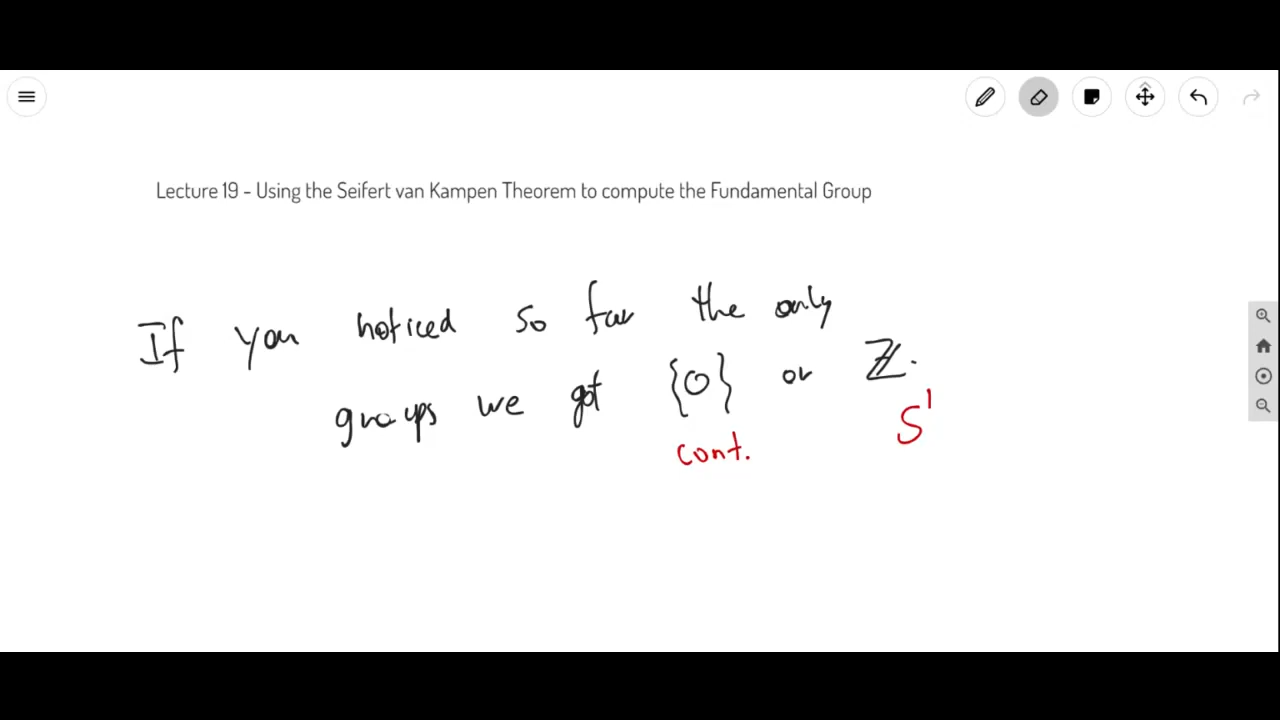 Lecture 19 - Using the Seifert van Kampen Theorem to compute the Fundamental Group
If you noticed so far the only
groups we got {0} or ℤ.
cont. S¹